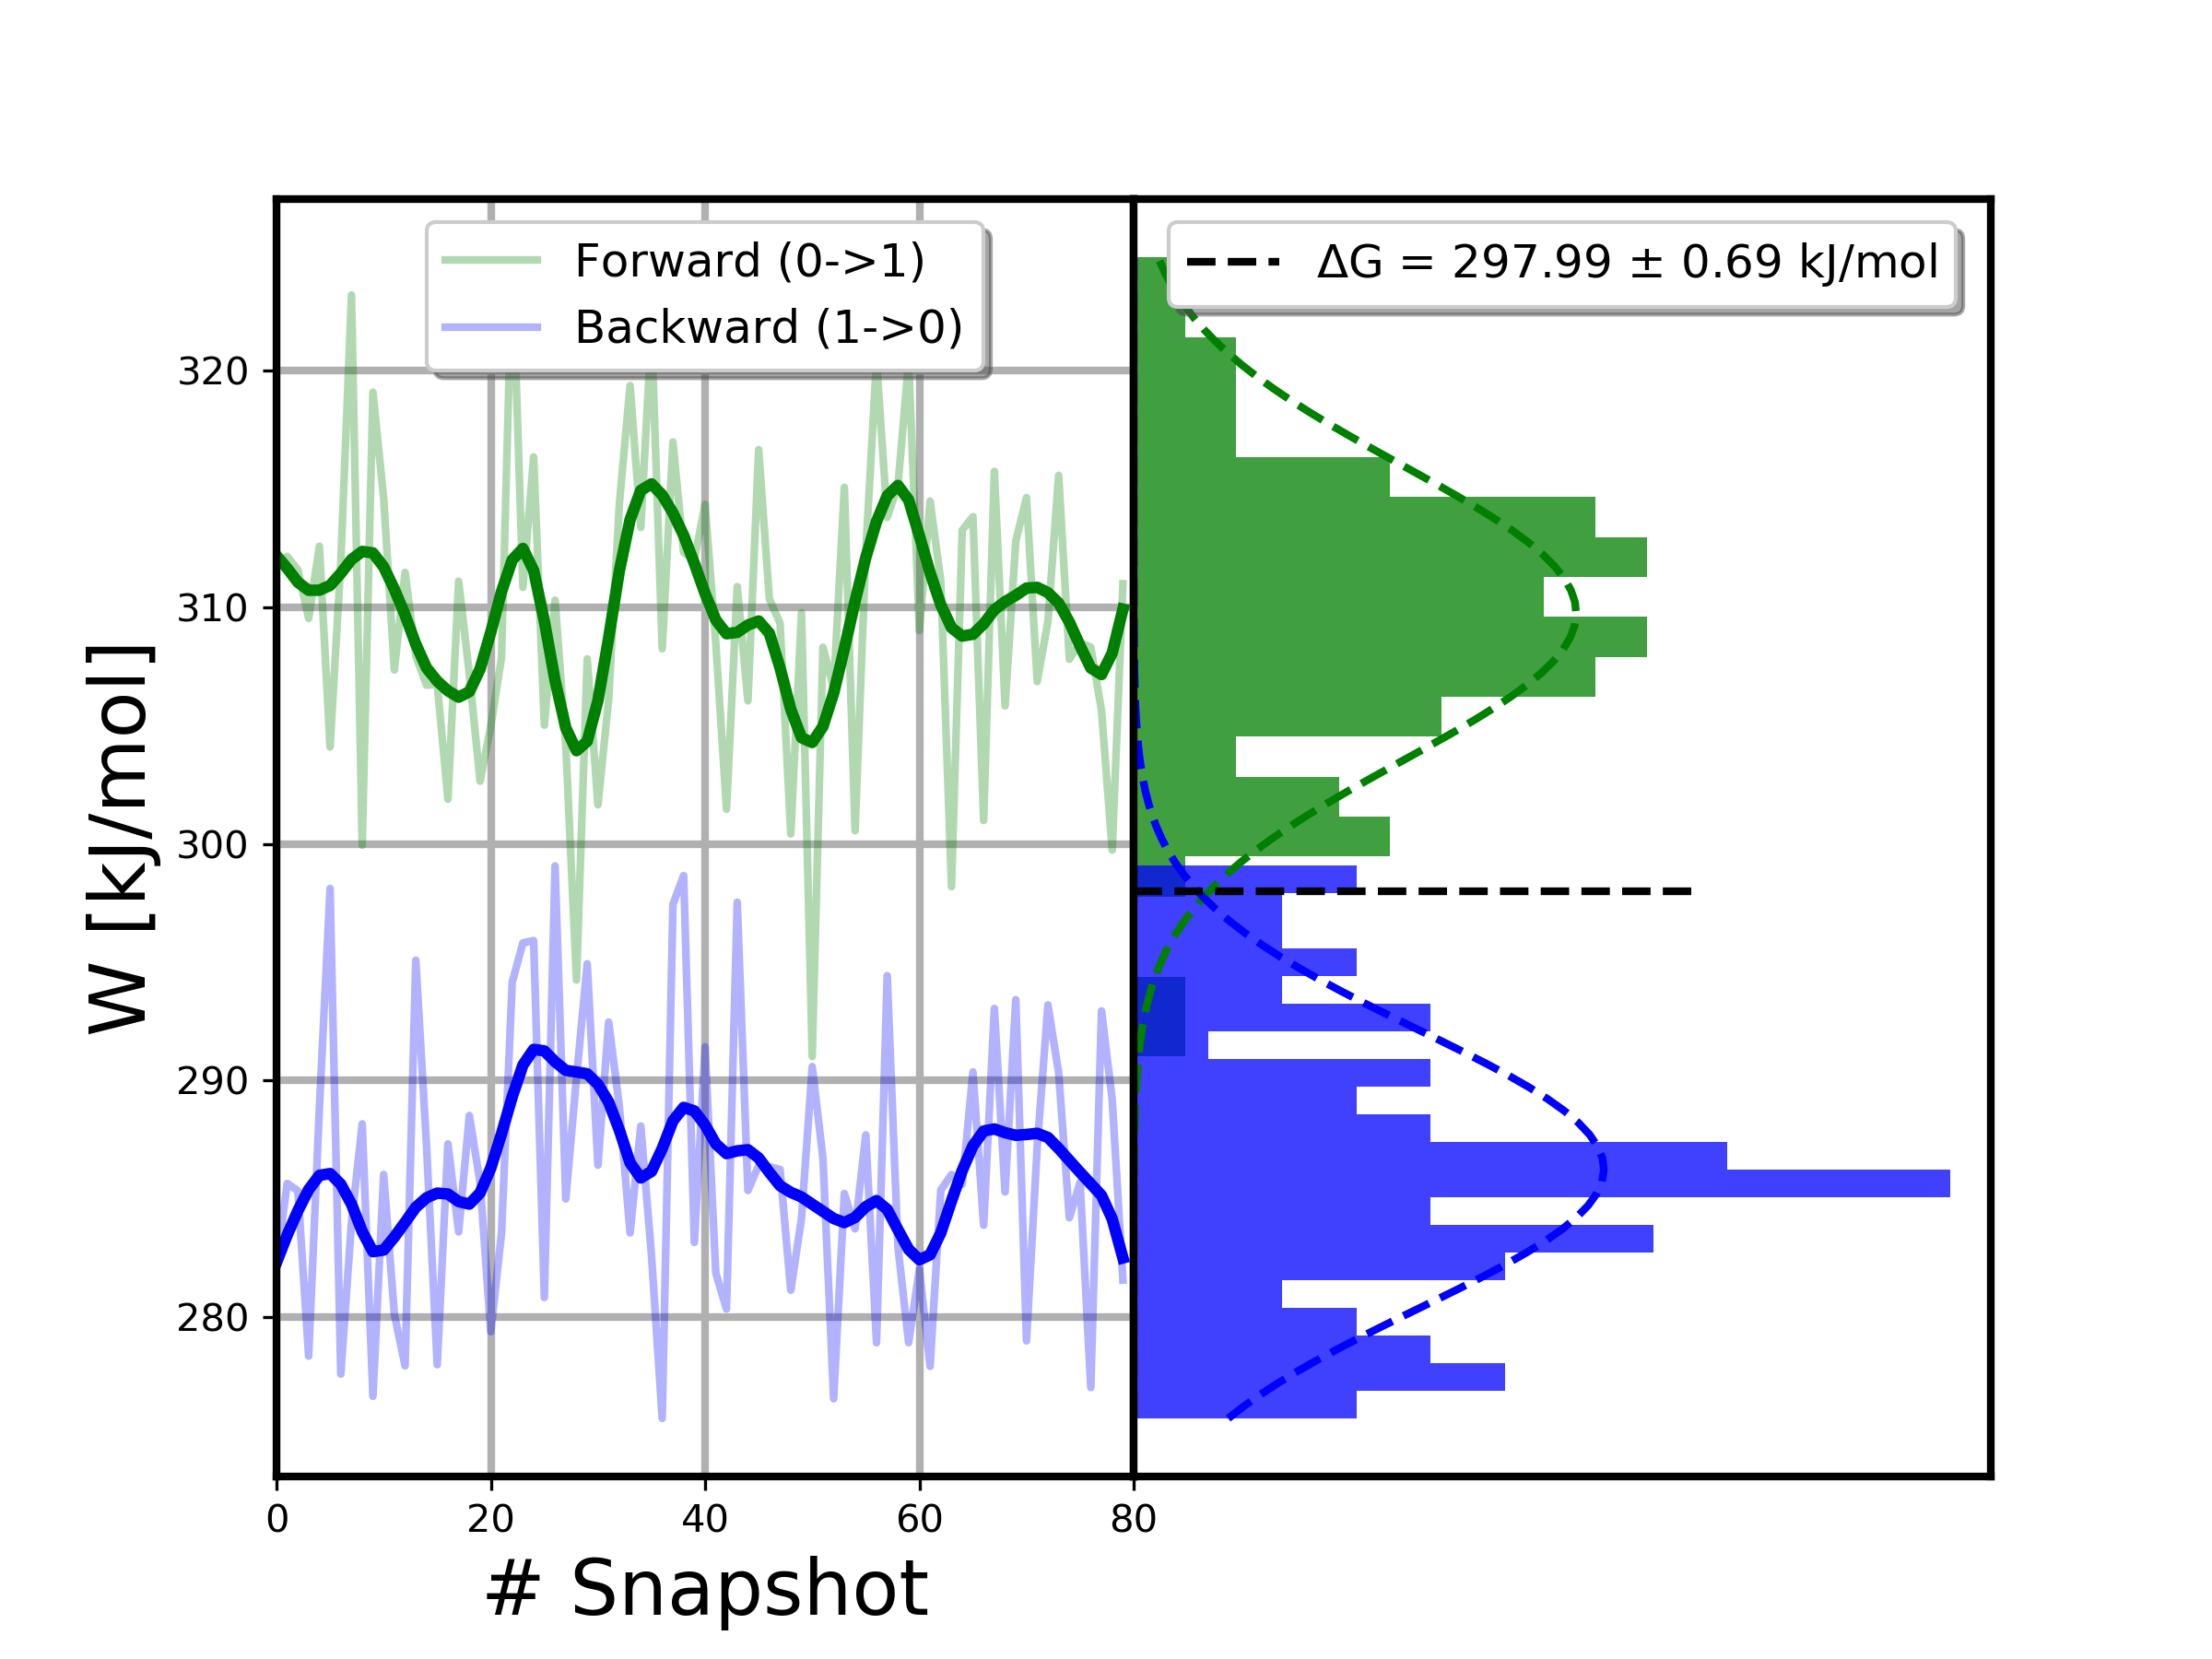 Forward (0->1)
Backward (1->0)
ΔG = 297.99 ± 0.69 kJ/mol
W [kJ/mol]
320
310
300
290
280
0 20 40 60 80
# Snapshot